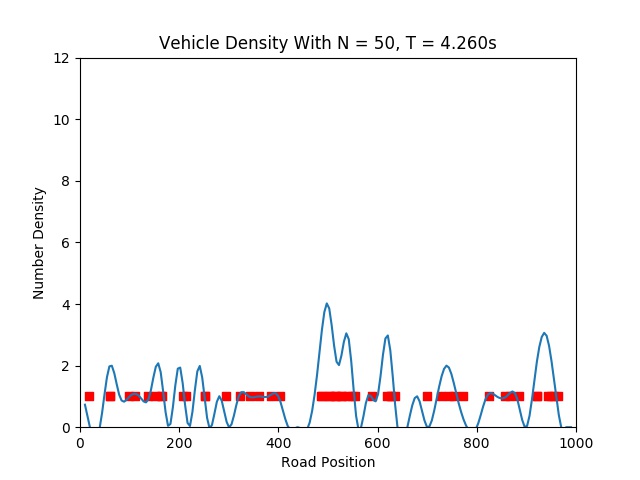 Vehicle Density With N = 50, T = 4.260s
12
10
8
6
4
2
0
Number Density
0 200 400 600 800 1000
Road Position